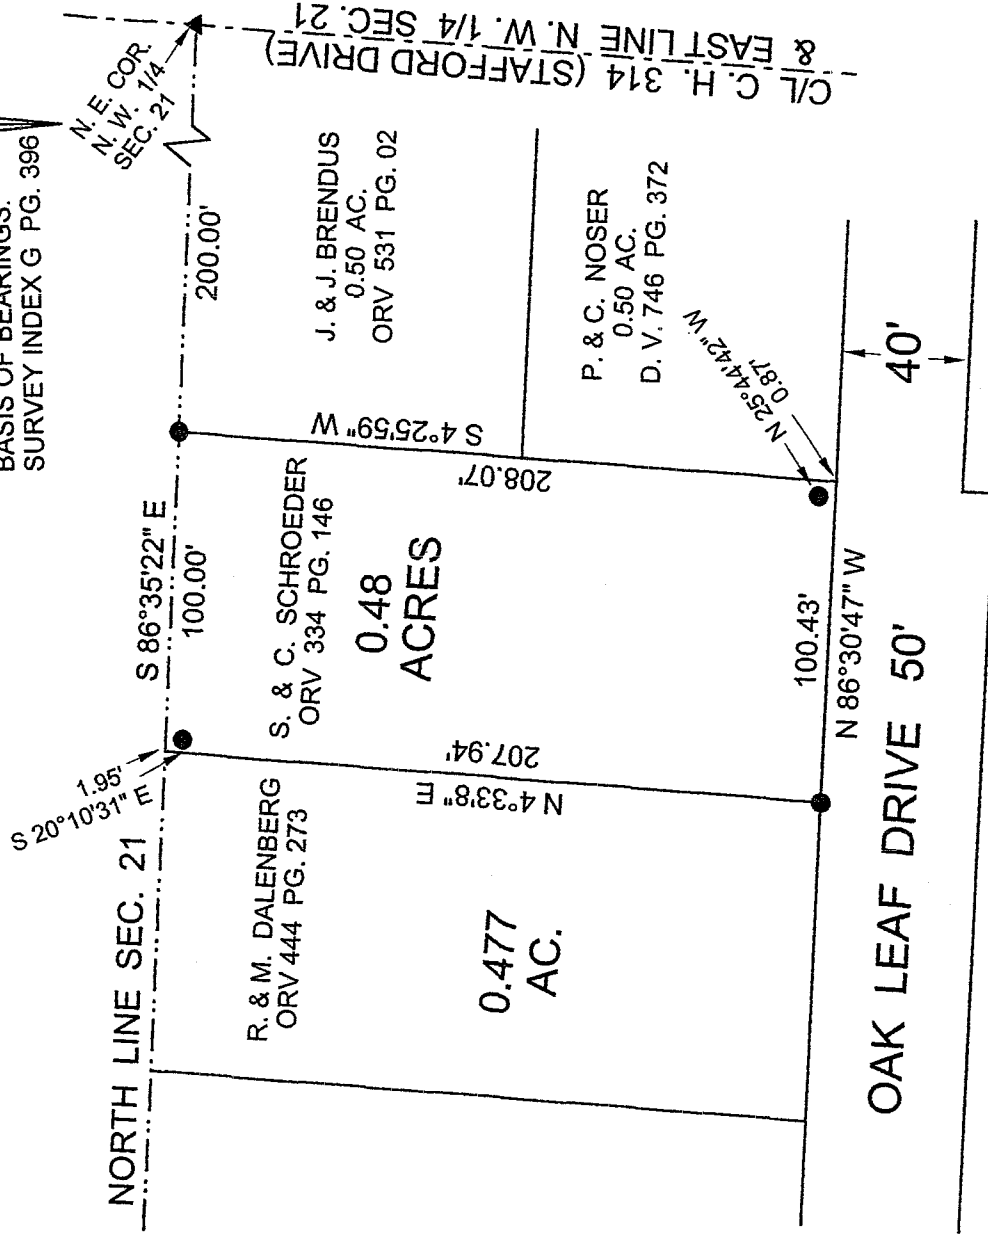 BASIS OF BEARINGS:
SURVEY INDEX G PG. 396
N. E. COR.
N. W. 1/4
SEC. 21
C/L C. H. 314 (STAFFORD DRIVE)
& EAST LINE N. W. 1/4 SEC. 21
200.00'
J. & J. BRENDUS
0.50 AC.
ORV 531 PG. 02
P. & C. NOSER
0.50 AC.
D. V. 746 PG. 372
N 25°44'42" W
0.87'
40'
S 86°35'22" E
100.00'
S 4°25'59" W
208.07'
S. & C. SCHROEDER
ORV 334 PG. 146
0.48
ACRES
100.43'
N 86°30'47" W
1.95'
S 20°10'31" E
207.94'
N 4°33'8" E
NORTH LINE SEC. 21
R. & M. DALENBERG
ORV 444 PG. 273
0.477
AC.
OAK LEAF DRIVE 50'